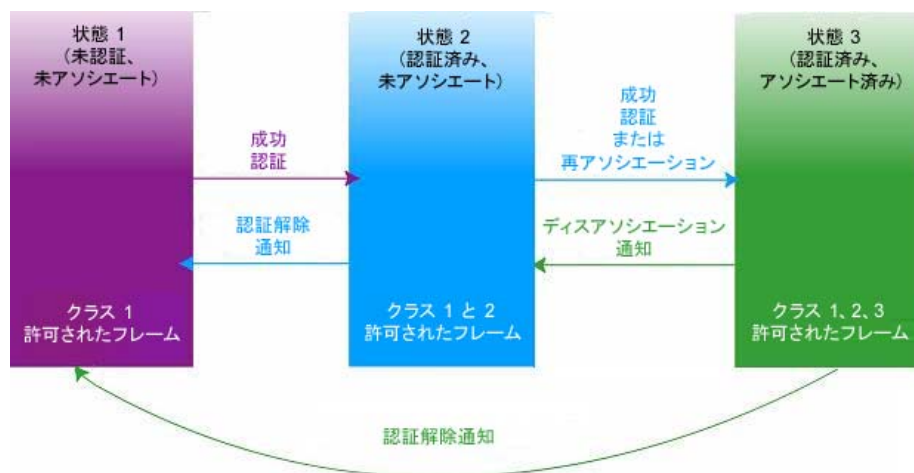 状態 1
(未認証、
未アソシエート)
状態 2
(認証済み、
未アソシエート)
状態 3
(認証済み、
アソシエート済み)
成功
認証
成功
認証
または
再アソシエーション
認証解除
通知
ディスアソシエーション
通知
クラス 1
許可されたフレーム
クラス 1 と 2
許可されたフレーム
クラス 1、2、3
許可されたフレーム
認証解除通知